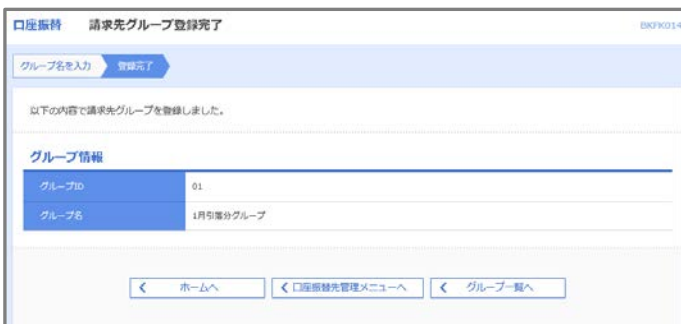 口座振替 請求先グループ登録完了 BKFK014
グループ名を入力 登録完了
以下の内容で請求先グループを登録しました。
グループ情報
グループID 01
グループ名 1月引落分グループ
ホームへ 口座振替先管理メニューへ グループ一覧へ